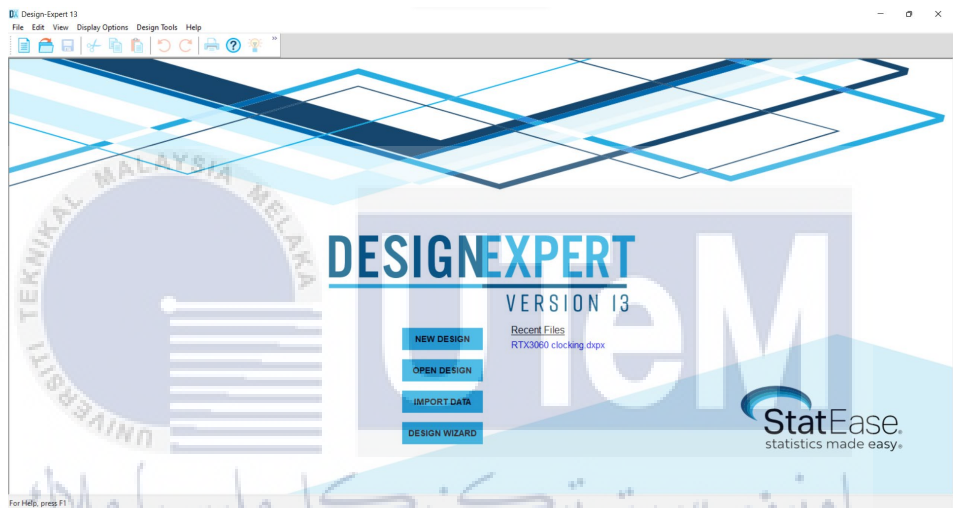 Design-Expert 13
File Edit View Display Options Design Tools Help
UNIVERSITI TEKNIKAL MALAYSIA MELAKA
UTeM
DESIGNEXPERT
VERSION 13
NEW DESIGN
OPEN DESIGN
IMPORT DATA
DESIGN WIZARD
Recent Files
RTX3060 clocking.dxpx
StatEase®
statistics made easy®
For Help, press F1